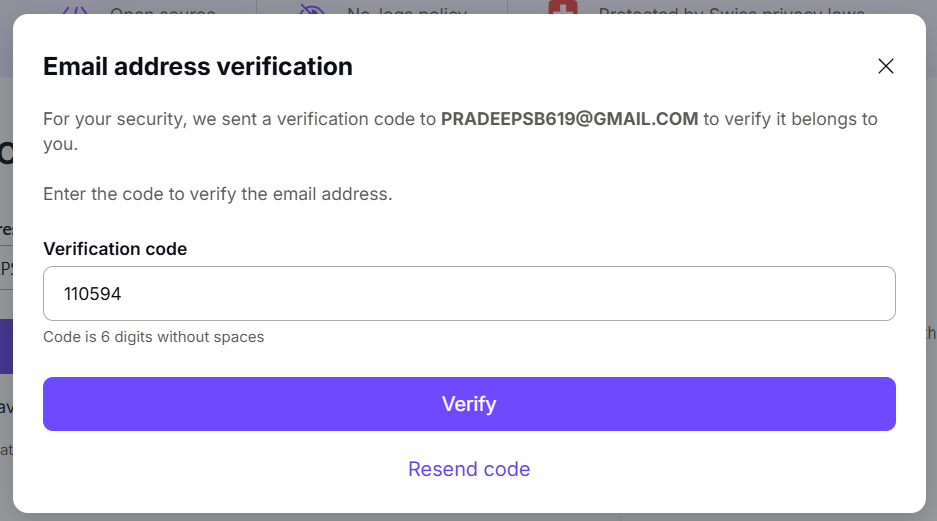 Open source No-logs policy Protected by Swiss privacy laws
Email address verification
For your security, we sent a verification code to PRADEEPSB619@GMAIL.COM to verify it belongs to
you.
Enter the code to verify the email address.
Verification code
110594
Code is 6 digits without spaces
Verify
Resend code